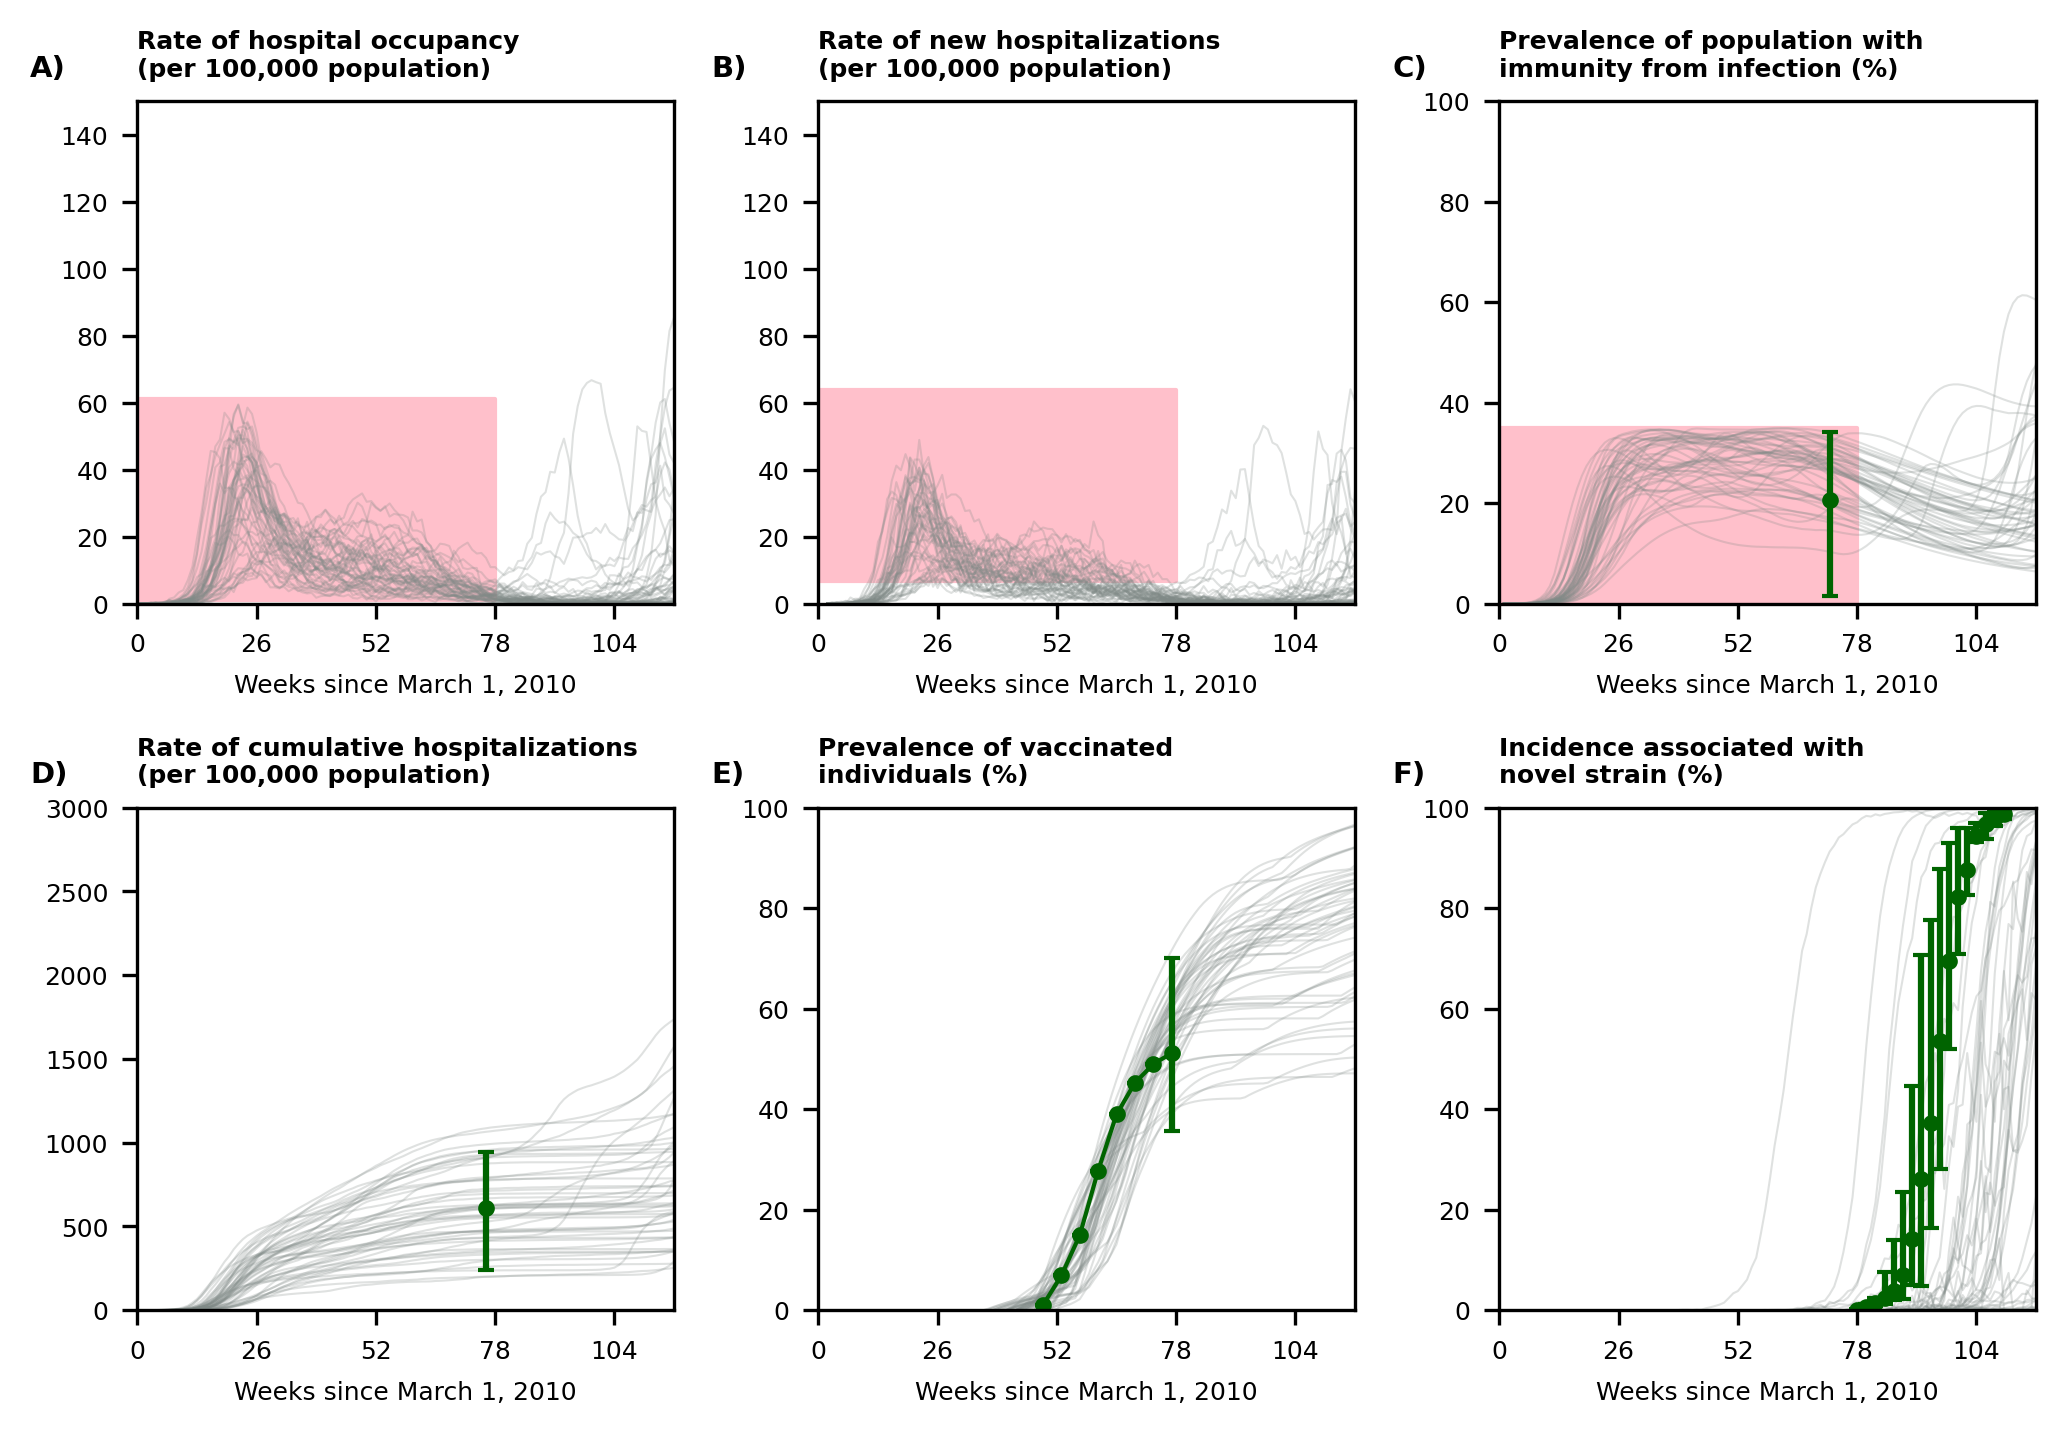 A)
Rate of hospital occupancy
(per 100,000 population)
140
120
100
80
60
40
20
0
0 26 52 78 104
Weeks since March 1, 2010
B)
Rate of new hospitalizations
(per 100,000 population)
140
120
100
80
60
40
20
0
0 26 52 78 104
Weeks since March 1, 2010
C)
Prevalence of population with
immunity from infection (%)
100
80
60
40
20
0
0 26 52 78 104
Weeks since March 1, 2010
D)
Rate of cumulative hospitalizations
(per 100,000 population)
3000
2500
2000
1500
1000
500
0
0 26 52 78 104
Weeks since March 1, 2010
E)
Prevalence of vaccinated
individuals (%)
100
80
60
40
20
0
0 26 52 78 104
Weeks since March 1, 2010
F)
Incidence associated with
novel strain (%)
100
80
60
40
20
0
0 26 52 78 104
Weeks since March 1, 2010